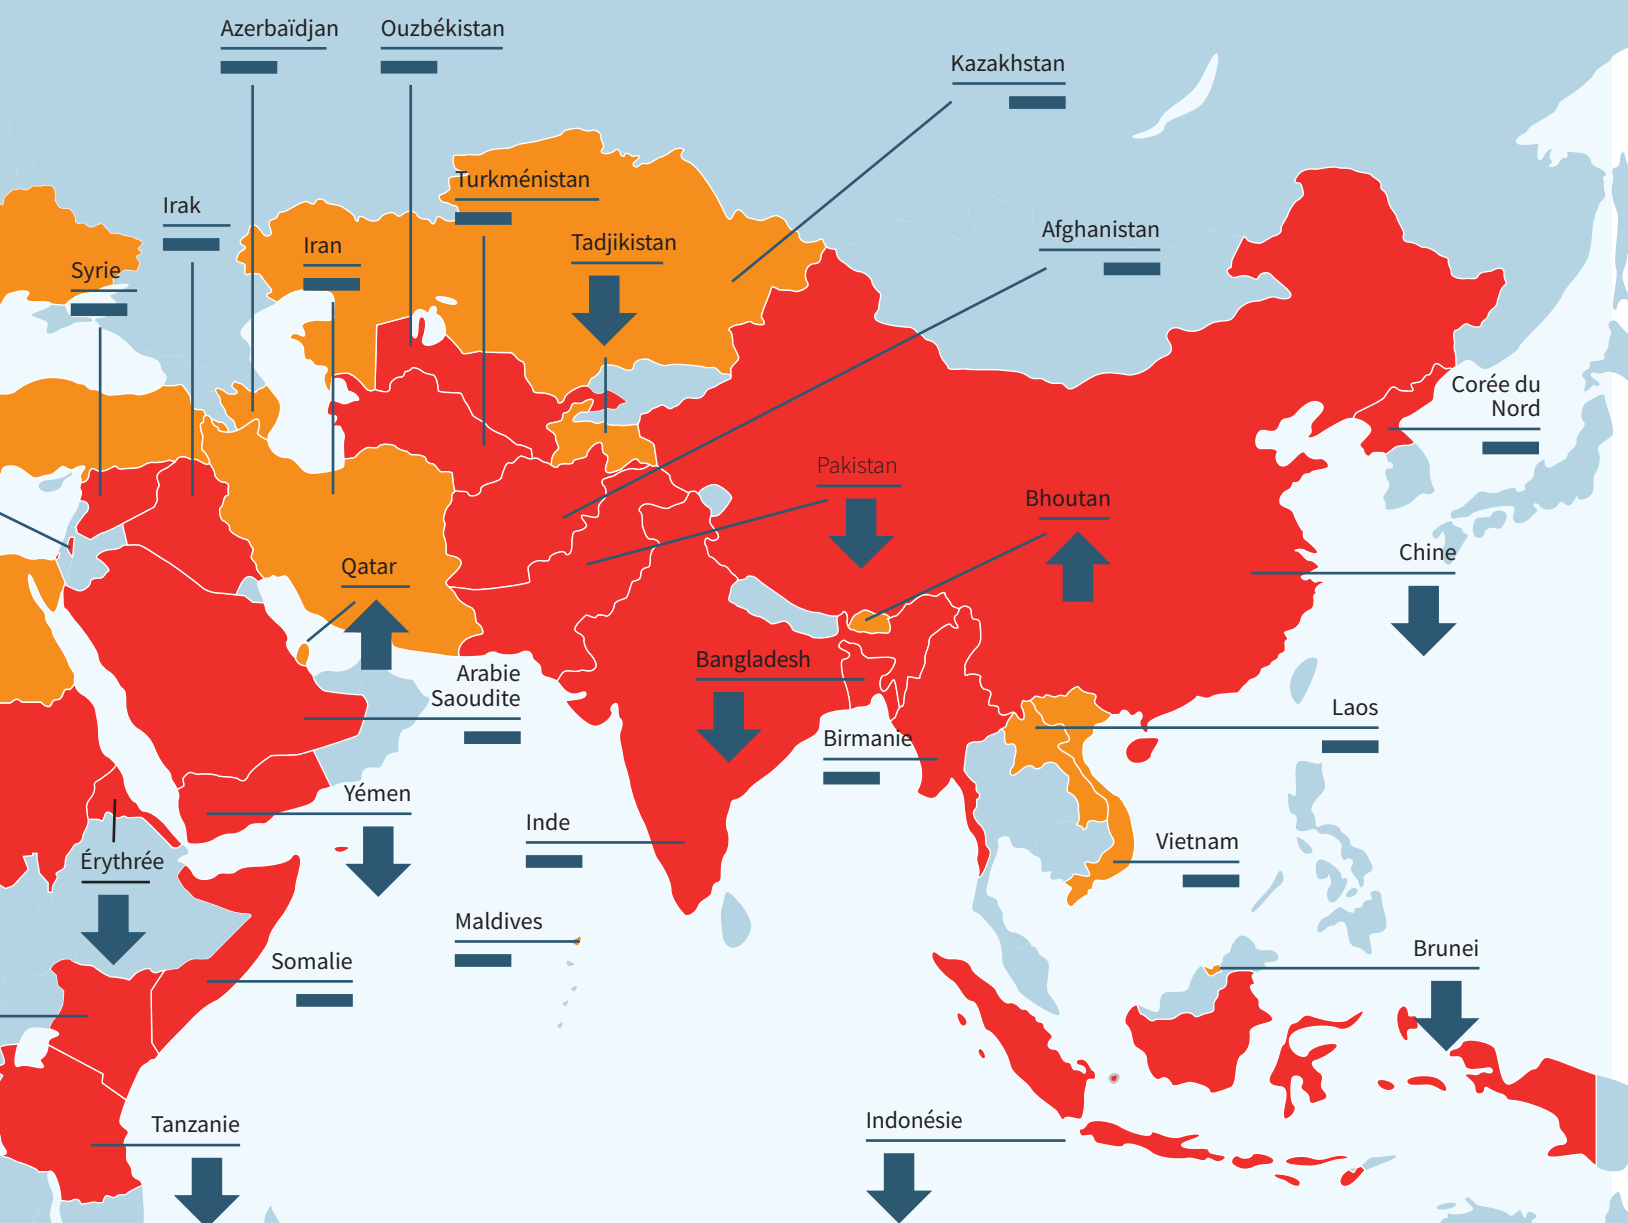 Azerbaïdjan
Ouzbékistan
Kazakhstan
Turkménistan
Irak
Afghanistan
Iran
Tadjikistan
Syrie
Corée du
Nord
Pakistan
Bhoutan
Chine
Qatar
Bangladesh
Arabie
Saoudite
Laos
Birmanie
Yémen
Inde
Vietnam
Érythrée
Maldives
Brunei
Somalie
Indonésie
Tanzanie